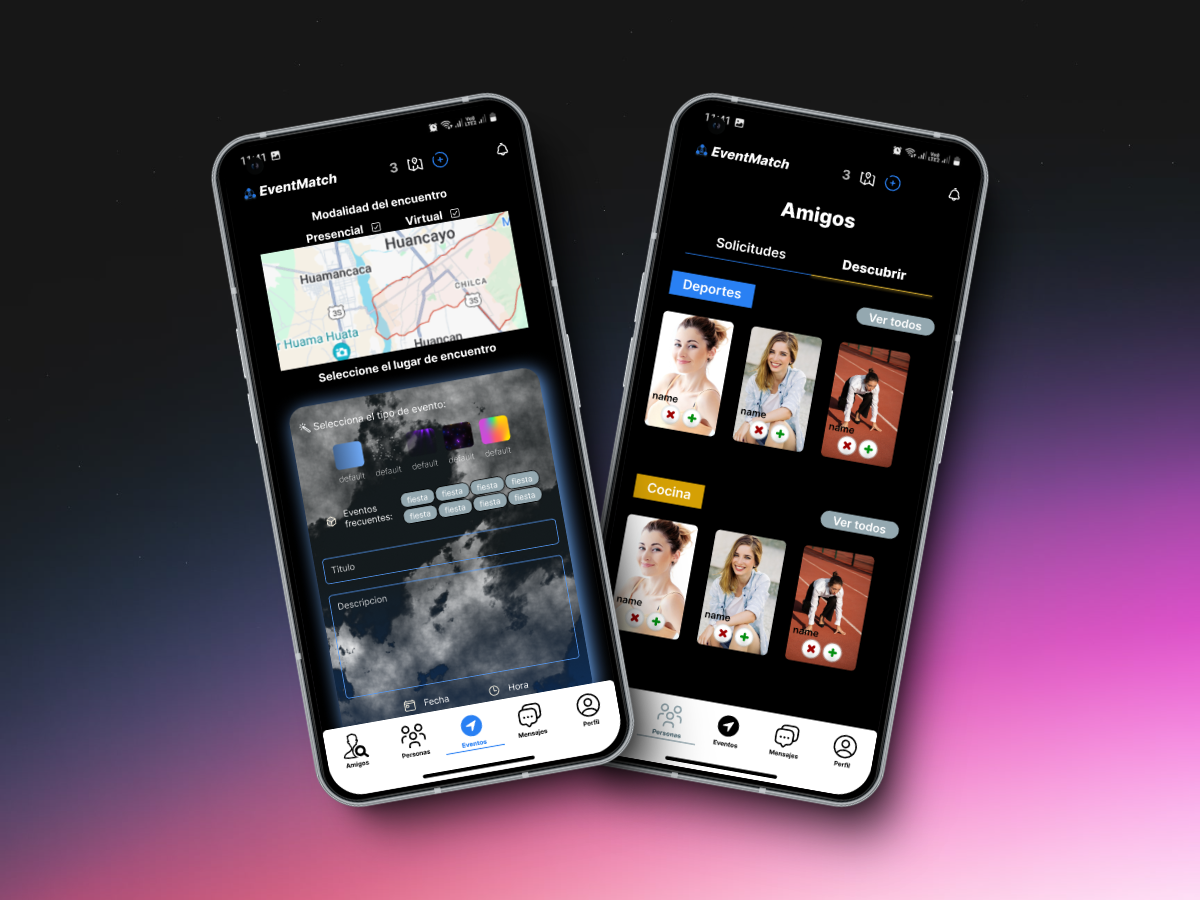 11:41
EventMatch
3
Modalidad del encuentro
Presencial
Virtual
Huancayo
Huamancaca
CHILCA
35
35
r Huama Huata
Huancan
M
Seleccione el lugar de encuentro
Selecciona el tipo de evento:
default
default
default
default
default
Eventos
frecuentes:
fiesta
fiesta
fiesta
fiesta
fiesta
fiesta
fiesta
fiesta
Titulo
Descripcion
Fecha
Hora
Amigos
Personas
Eventos
Mensajes
Perfil
11:41
EventMatch
3
Amigos
Solicitudes
Descubrir
Deportes
Ver todos
name
name
name
Cocina
Ver todos
name
name
name
Personas
Eventos
Mensajes
Perfil